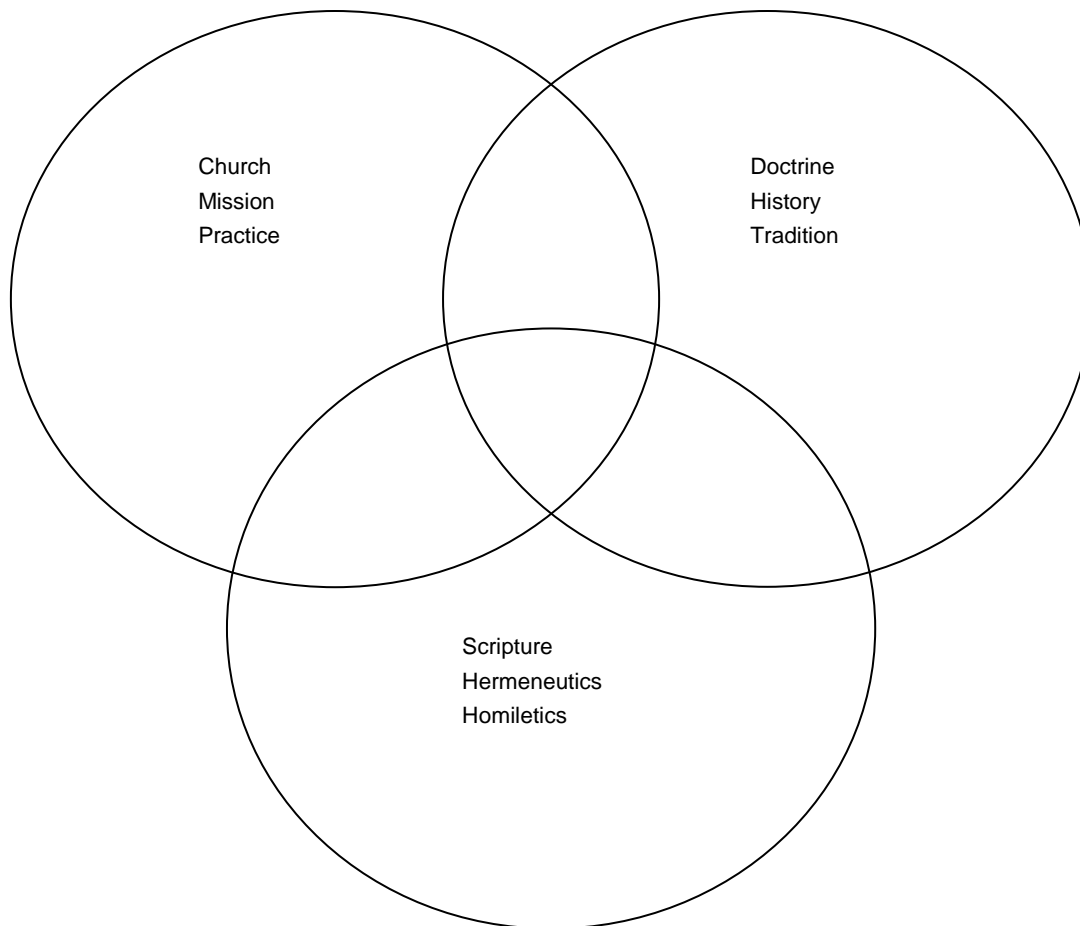 Church
Mission
Practice
Doctrine
History
Tradition
Scripture
Hermeneutics
Homiletics